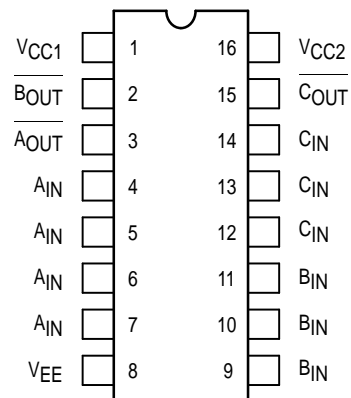 VCC1 1 16 VCC2
BOUT 2 15 COUT
AOUT 3 14 CIN
AIN 4 13 CIN
AIN 5 12 CIN
AIN 6 11 BIN
AIN 7 10 BIN
VEE 8 9 BIN